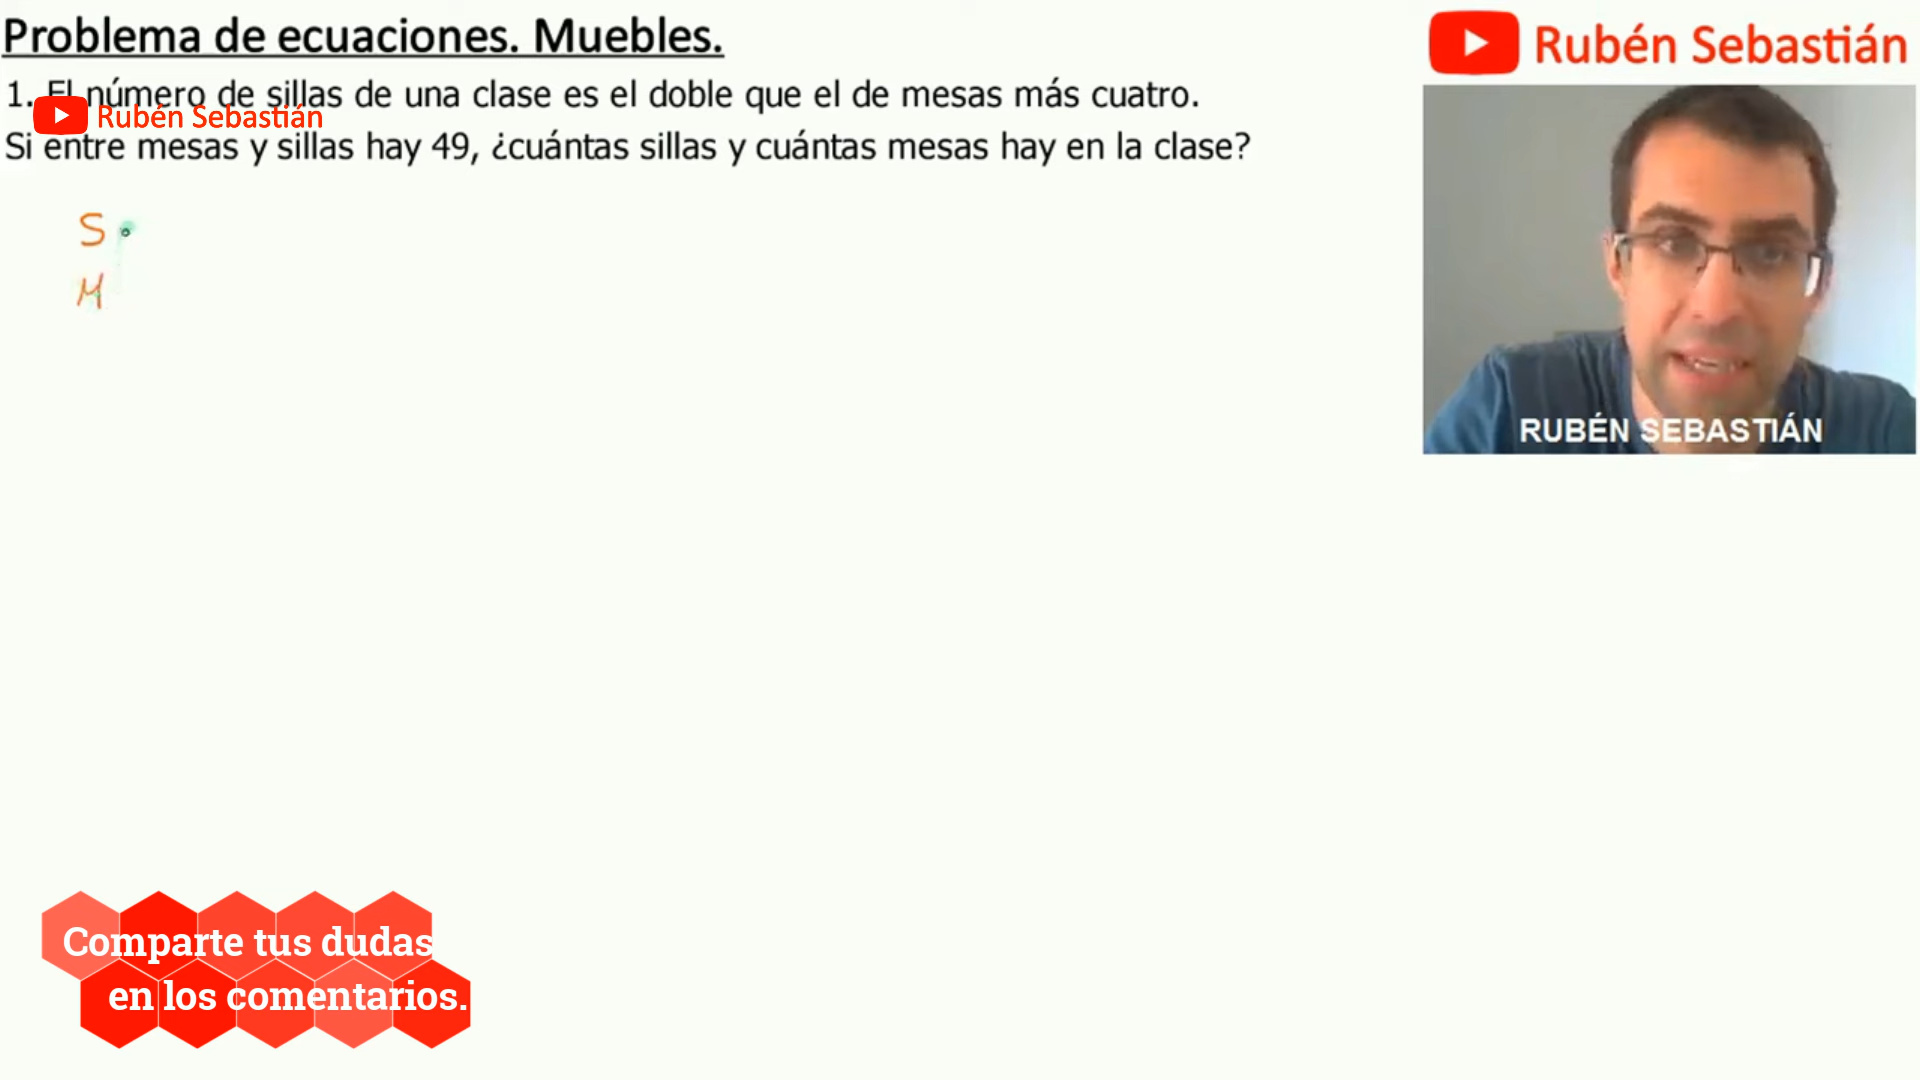 Problema de ecuaciones. Muebles.
Rubén Sebastián
1. El número de sillas de una clase es el doble que el de mesas más cuatro.
Rubén Sebastián
Si entre mesas y sillas hay 49, ¿cuántas sillas y cuántas mesas hay en la clase?
S
M
RUBÉN SEBASTIÁN
Comparte tus dudas
en los comentarios.